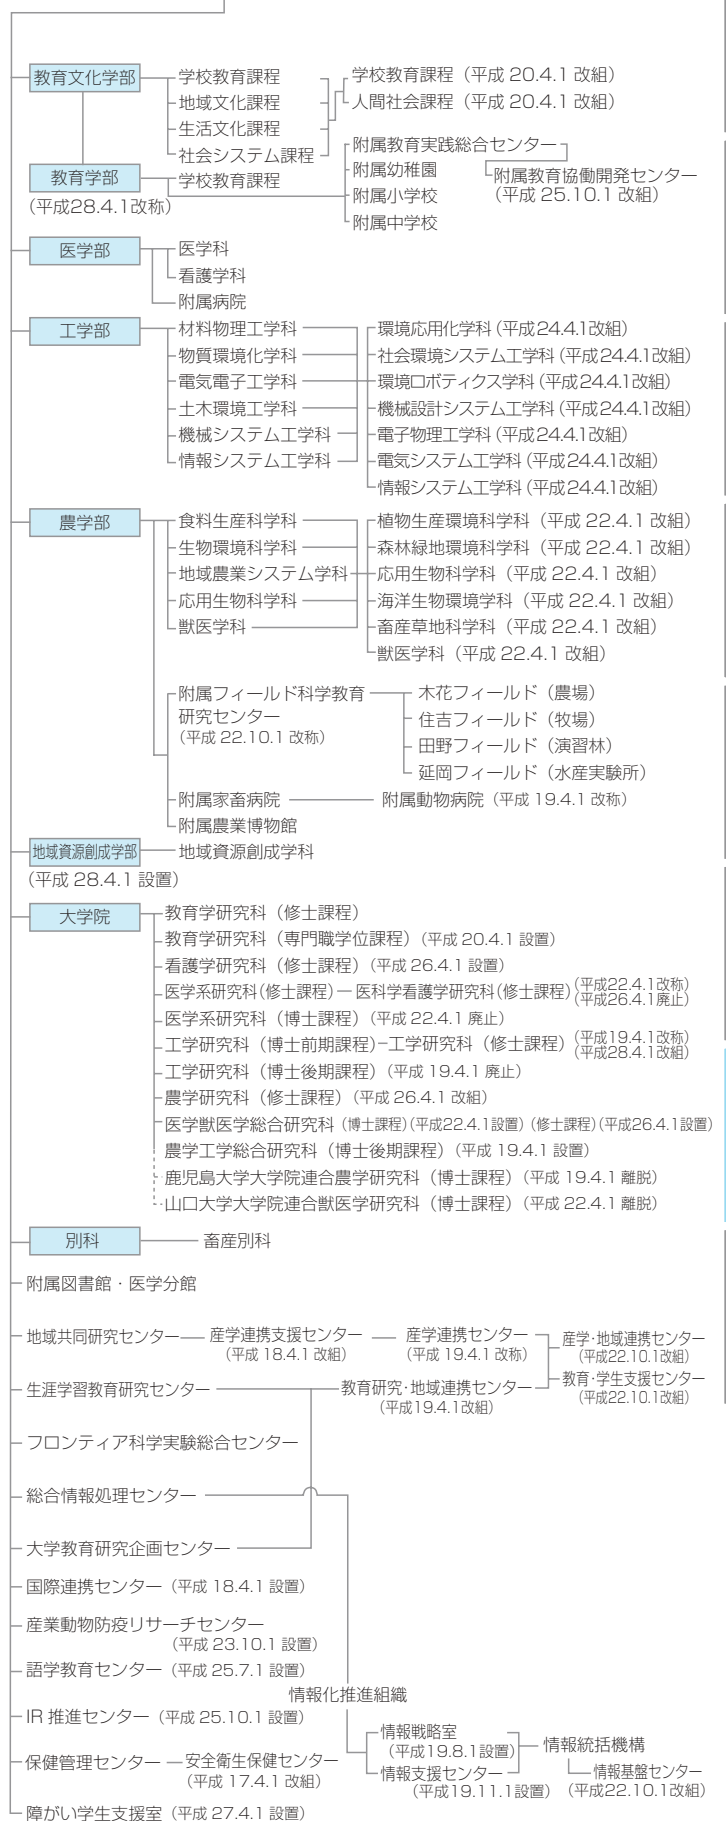 教育文化学部
学校教育課程
地域文化課程
生活文化課程
社会システム課程
学校教育課程（平成 20.4.1 改組）
人間社会課程（平成 20.4.1 改組）
教育学部
（平成28.4.1改称）
学校教育課程
附属教育実践総合センター
附属幼稚園
附属小学校
附属中学校
附属教育協働開発センター
（平成 25.10.1 改組）
医学部
医学科
看護学科
附属病院
工学部
材料物理工学科
物質環境化学科
電気電子工学科
土木環境工学科
機械システム工学科
情報システム工学科
環境応用化学科（平成24.4.1改組）
社会環境システム工学科（平成24.4.1改組）
環境ロボティクス学科（平成24.4.1改組）
機械設計システム工学科（平成24.4.1改組）
電子物理工学科（平成24.4.1改組）
電気システム工学科（平成24.4.1改組）
情報システム工学科（平成24.4.1改組）
農学部
食料生産科学科
生物環境科学科
地域農業システム学科
応用生物科学科
獣医学科
植物生産環境科学科（平成 22.4.1 改組）
森林緑地環境科学科（平成 22.4.1 改組）
応用生物科学科（平成 22.4.1 改組）
海洋生物環境学科（平成 22.4.1 改組）
畜産草地科学科（平成 22.4.1 改組）
獣医学科（平成 22.4.1 改組）
附属フィールド科学教育
研究センター
（平成 22.10.1 改称）
木花フィールド（農場）
住吉フィールド（牧場）
田野フィールド（演習林）
延岡フィールド（水産実験所）
附属家畜病院
附属動物病院（平成 19.4.1 改称）
附属農業博物館
地域資源創成学部
地域資源創成学科
（平成 28.4.1 設置）
大学院
教育学研究科（修士課程）
教育学研究科（専門職学位課程）（平成 20.4.1 設置）
看護学研究科（修士課程）（平成 26.4.1 設置）
医学系研究科（修士課程）― 医科学看護学研究科（修士課程）（平成22.4.1改称）
（平成26.4.1廃止）
医学系研究科（博士課程）（平成 22.4.1 廃止）
工学研究科（博士前期課程）−工学研究科（修士課程）（平成19.4.1改称）
（平成28.4.1改組）
工学研究科（博士後期課程）（平成 19.4.1 廃止）
農学研究科（修士課程）（平成 26.4.1 改組）
医学獣医学総合研究科（博士課程）（平成22.4.1設置）（修士課程）（平成26.4.1設置）
農学工学総合研究科（博士後期課程）（平成 19.4.1 設置）
鹿児島大学大学院連合農学研究科（博士課程）（平成 19.4.1 離脱）
山口大学大学院連合獣医学研究科（博士課程）（平成 22.4.1 離脱）
別科
畜産別科
附属図書館・医学分館
地域共同研究センター
産学連携支援センター
（平成 18.4.1 改組）
産学連携センター
（平成 19.4.1 改称）
産学・地域連携センター
（平成22.10.1改組）
生涯学習教育研究センター
教育研究・地域連携センター
（平成19.4.1改組）
教育・学生支援センター
（平成22.10.1改組）
フロンティア科学実験総合センター
総合情報処理センター
大学教育研究企画センター
国際連携センター（平成 18.4.1 設置）
産業動物防疫リサーチセンター
（平成 23.10.1 設置）
語学教育センター（平成 25.7.1 設置）
情報化推進組織
IR 推進センター（平成 25.10.1 設置）
情報戦略室
（平成19.8.1設置）
情報支援センター
（平成19.11.1設置）
情報統括機構
情報基盤センター
（平成22.10.1改組）
保健管理センター
安全衛生保健センター
（平成 17.4.1 改組）
障がい学生支援室（平成 27.4.1 設置）